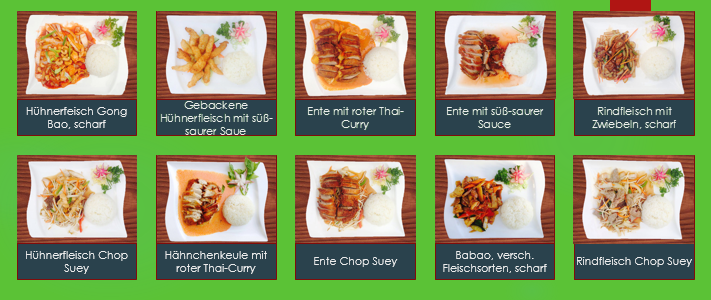 Hühnerfeisch Gong
Bao, scharf
Gebackene
Hühnerfleisch mit süß-
saurer Saue
Ente mit roter Thai-
Curry
Ente mit süß-saurer
Sauce
Rindfleisch mit
Zwiebeln, scharf
Hühnerfleisch Chop
Suey
Hähnchenkeule mit
roter Thai-Curry
Ente Chop Suey
Babao, versch.
Fleischsorten, scharf
Rindfleisch Chop Suey